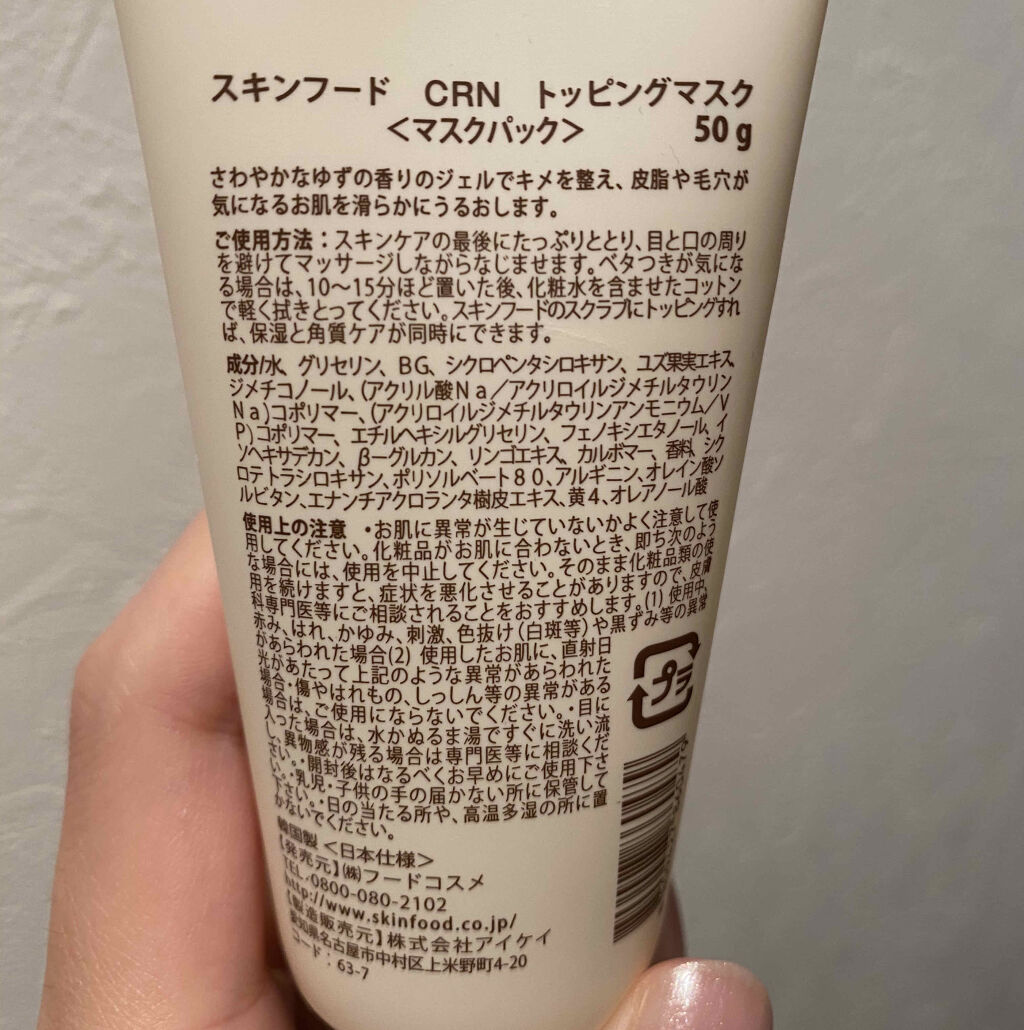 スキンフード CRN トッピングマスク
＜マスクパック＞ 50 g
さわやかなゆずの香りのジェルでキメを整え、皮脂や毛穴が
気になるお肌を滑らかにうるおします。
ご使用方法：スキンケアの最後にたっぷりととり、目と口の周り
を避けてマッサージしながらなじませます。ベタつきが気にな
る場合は、10〜15分ほど置いた後、化粧水を含ませたコットン
で軽く拭きとってください。スキンフードのスクラブにトッピングすれ
ば、保湿と角質ケアが同時にできます。
成分/水、グリセリン、BG、シクロペンタシロキサン、ユズ果実エキス、
ジメチコノール、（アクリル酸Ｎａ／アクリロイルジメチルタウリン
Ｎａ）コポリマー、（アクリロイルジメチルタウリンアンモニウム／V
P）コポリマー、エチルヘキシルグリセリン、フェノキシエタノール、イ
ソヘキサデカン、βーグルカン、リンゴエキス、カルボマー、香料、シク
ロテトラシロキサン、ポリソルベート８０、アルギニン、オレイン酸ソ
ルビタン、エナンチアクロランタ樹皮エキス、黄4、オレアノール酸
使用上の注意 ・お肌に異常が生じていないかよく注意して使
用してください。化粧品がお肌に合わないとき、即ち次のよう
な場合には、使用を中止してください。そのまま化粧品類の使
用を続けますと、症状を悪化させることがありますので、皮膚
科専門医等にご相談されることをおすすめします。(1) 使用中、
赤み、はれ、かゆみ、刺激、色抜け（白斑等）や黒ずみ等の異常
があらわれた場合(2) 使用したお肌に、直射日
光があたって上記のような異常があらわれた
場合・傷やはれもの、しっしん等の異常がある
場合は、ご使用にならないでください。・目に
入った場合は、水かぬるま湯ですぐに洗い流
し、異物感が残る場合は専門医等に相談くだ
さい。・開封後はなるべくお早めにご使用下さ
い。・乳児・子供の手の届かない所に保管して
下さい。・日の当たる所や、高温多湿の所に置
かないでください。
プラ
韓国製 ＜日本仕様＞
【発売元】㈱フードコスメ
TEL:0800-080-2102
http://www.skinfood.co.jp/
【製造販売元】株式会社アイケイ
愛知県名古屋市中村区上米野町4-20
コード：63-7